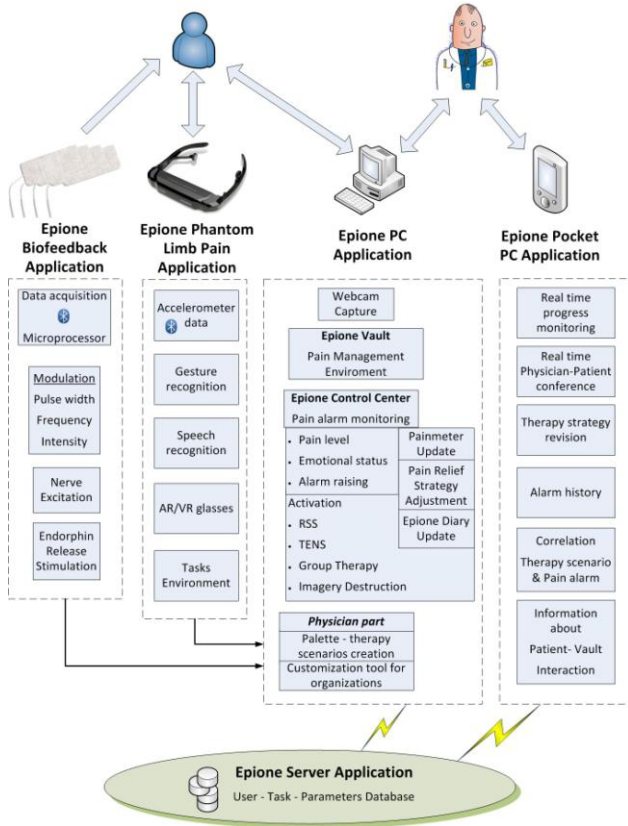 Epione
Biofeedback
Application
Data acquisition
Microprocessor
Modulation
Pulse width
Frequency
Intensity
Nerve
Excitation
Endorphin
Release
Stimulation
Epione Phantom
Limb Pain
Application
Accelerometer
data
Gesture
recognition
Speech
recognition
AR/VR glasses
Tasks
Environment
Epione PC
Application
Webcam
Capture
Epione Vault
Pain Management
Enviroment
Epione Control Center
Pain alarm monitoring
• Pain level
• Emotional status
• Alarm raising
Activation
• RSS
• TENS
• Group Therapy
• Imagery Destruction
Painmeter
Update
Pain Relief
Strategy
Adjustment
Epione Diary
Update
Physician part
Palette - therapy
scenarios creation
Customization tool for
organizations
Epione Pocket
PC Application
Real time
progress
monitoring
Real time
Physician-Patient
conference
Therapy strategy
revision
Alarm history
Correlation
Therapy scenario
& Pain alarm
Information
about
Patient- Vault
Interaction
Epione Server Application
User - Task - Parameters Database